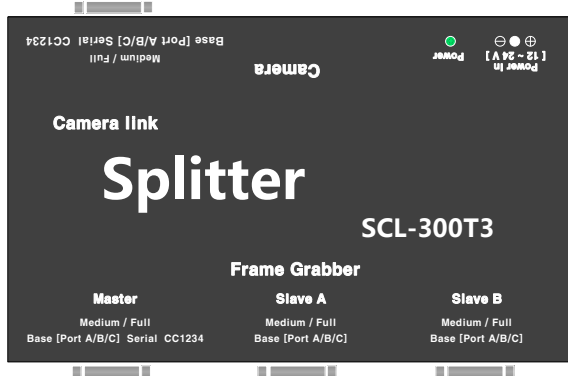 Base [Port A/B/C] Serial CC1234
Medium / Full
Camera
Power
Power In
[ 12 ~ 24 V ]
Camera link
Splitter
SCL-300T3
Frame Grabber
Master
Medium / Full
Base [Port A/B/C] Serial CC1234
Slave A
Medium / Full
Base [Port A/B/C]
Slave B
Medium / Full
Base [Port A/B/C]